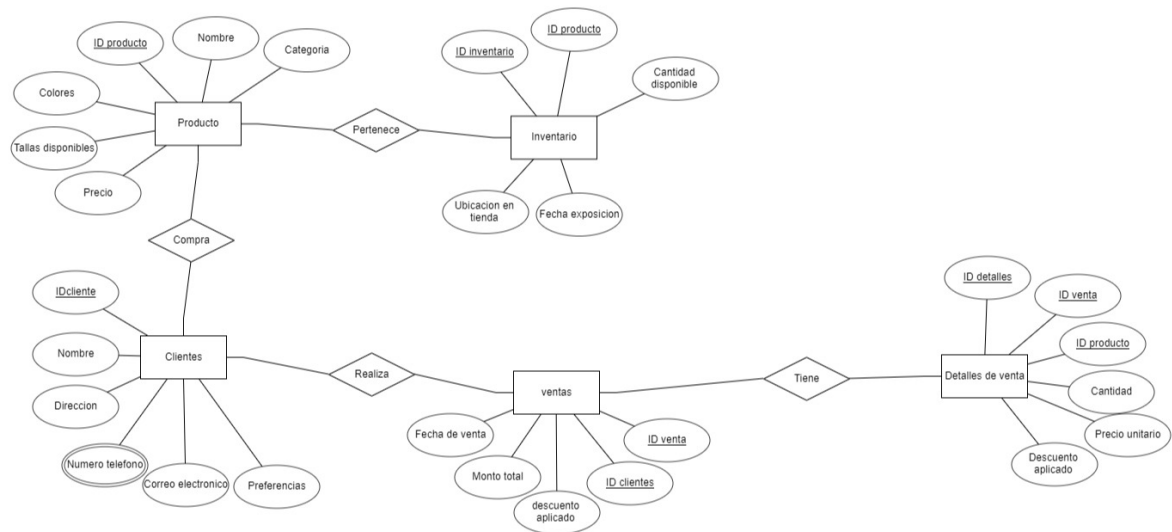 ID producto
Nombre
Categoria
Colores
Tallas disponibles
Precio
Producto
Pertenece
ID inventario
ID producto
Cantidad
disponible
Inventario
Ubicacion en
tienda
Fecha exposicion
Compra
IDcliente
Nombre
Direccion
Clientes
Numero telefono
Correo electronico
Preferencias
Realiza
ventas
Fecha de venta
Monto total
descuento
aplicado
ID clientes
ID venta
Tiene
ID detalles
ID venta
ID producto
Cantidad
Precio unitario
Descuento
aplicado
Detalles de venta